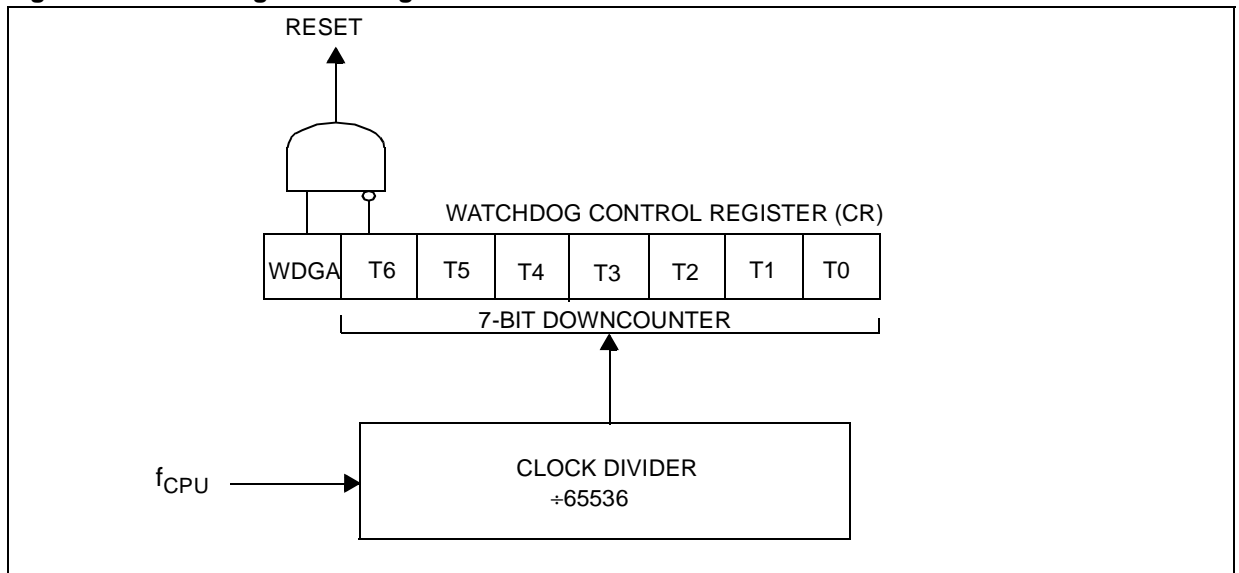 RESET
WATCHDOG CONTROL REGISTER (CR)
WDGA T6 T5 T4 T3 T2 T1 T0
7-BIT DOWNCOUNTER
fCPU
CLOCK DIVIDER
÷65536